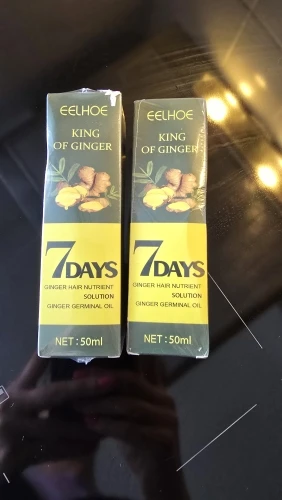 EELHOE
KING
OF GINGER
7DAYS
GINGER HAIR NUTRIENT
SOLUTION
GINGER GERMINAL OIL
NET : 50ml
EELHOE
KING
OF GINGER
7DAYS
GINGER HAIR NUTRIENT
SOLUTION
GINGER GERMINAL OIL
NET : 50ml